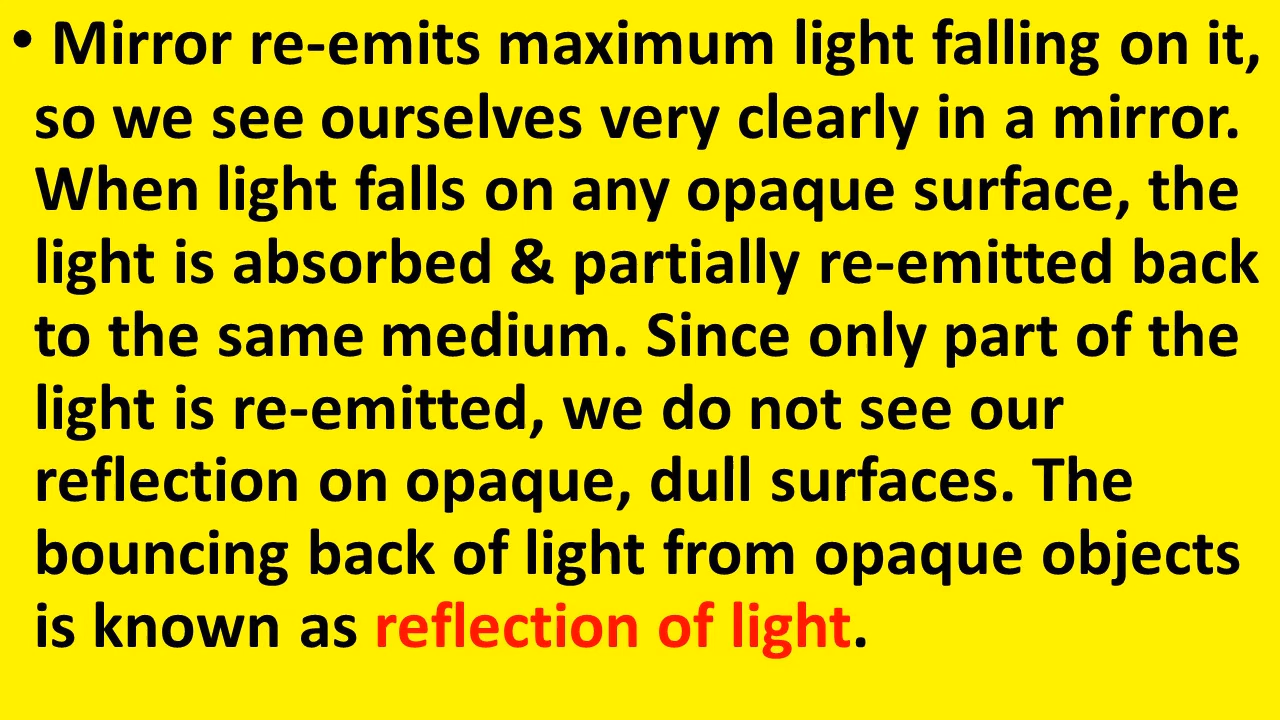 • Mirror re-emits maximum light falling on it,
so we see ourselves very clearly in a mirror.
When light falls on any opaque surface, the
light is absorbed & partially re-emitted back
to the same medium. Since only part of the
light is re-emitted, we do not see our
reflection on opaque, dull surfaces. The
bouncing back of light from opaque objects
is known as reflection of light.